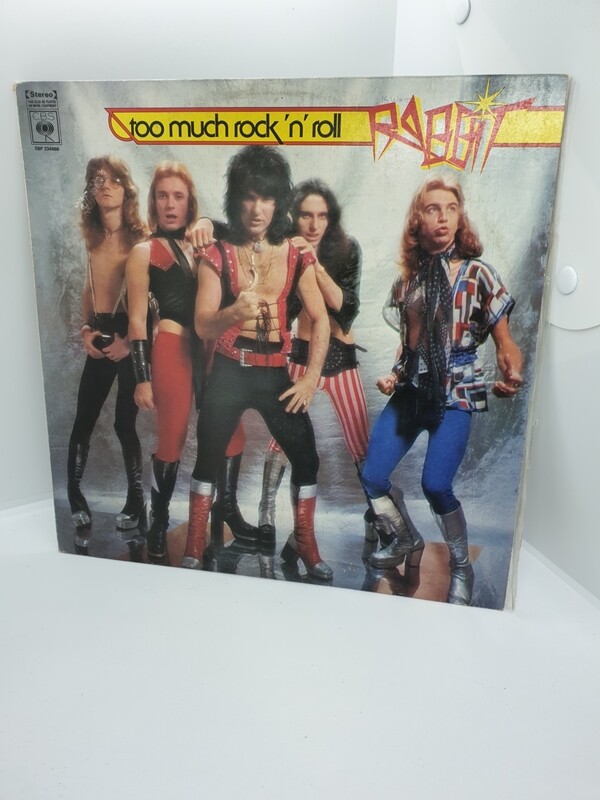 Stereo
CBS
too much rock 'n' roll
RABBIT